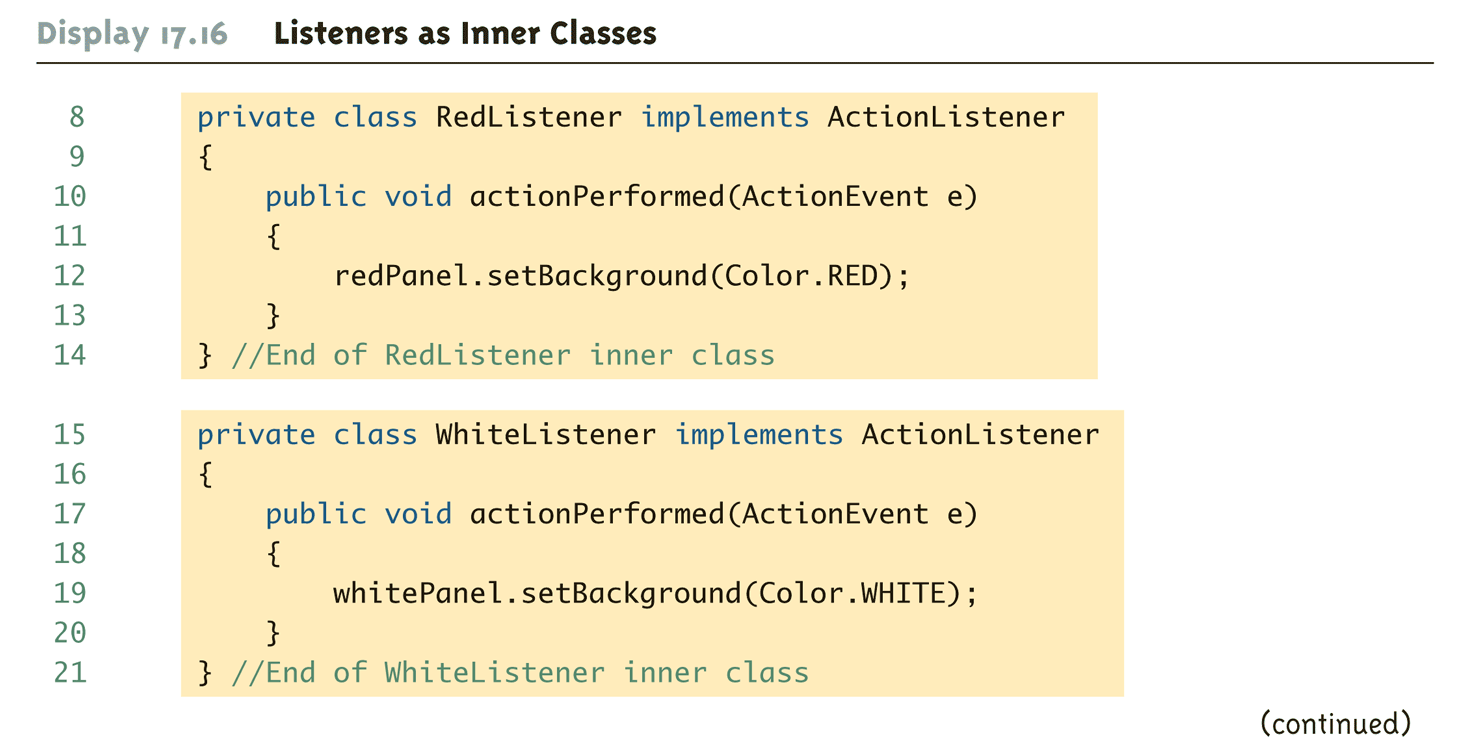 Display 17.16 Listeners as Inner Classes
8 private class RedListener implements ActionListener
9 {
10 public void actionPerformed(ActionEvent e)
11 {
12 redPanel.setBackground(Color.RED);
13 }
14 } //End of RedListener inner class
15 private class WhiteListener implements ActionListener
16 {
17 public void actionPerformed(ActionEvent e)
18 {
19 whitePanel.setBackground(Color.WHITE);
20 }
21 } //End of WhiteListener inner class
(continued)